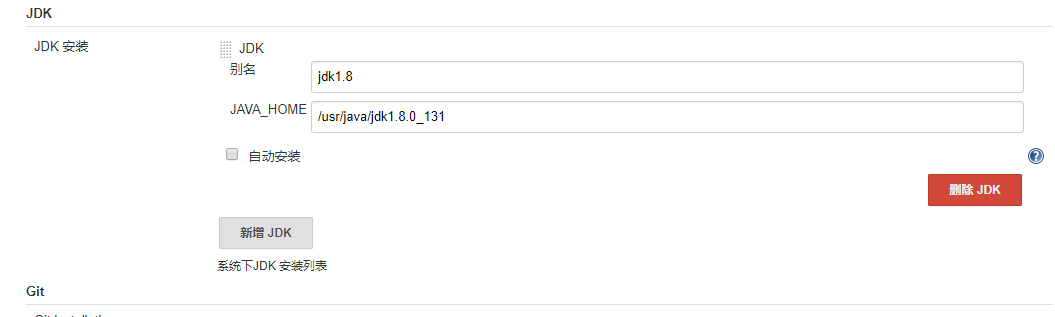 JDK
JDK 安装
JDK
别名
jdk1.8
JAVA_HOME
/usr/java/jdk1.8.0_131
自动安装
?
删除 JDK
新增 JDK
系统下JDK 安装列表
Git